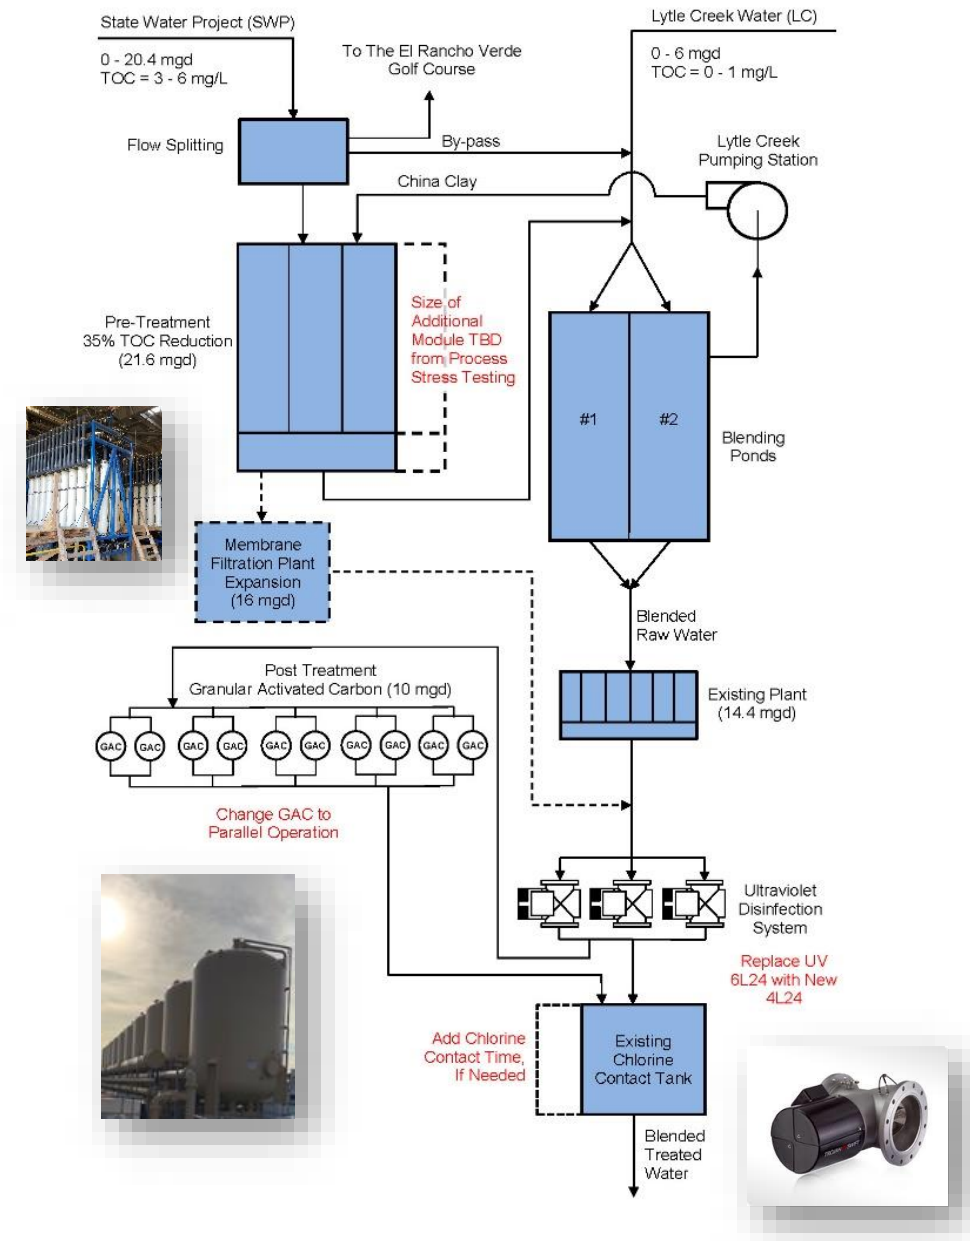 State Water Project (SWP)
0 - 20.4 mgd
TOC = 3 - 6 mg/L
To The El Rancho Verde
Golf Course
Lytle Creek Water (LC)
0 - 6 mgd
TOC = 0 - 1 mg/L
Flow Splitting
By-pass
Lytle Creek
Pumping Station
China Clay
Pre-Treatment
35% TOC Reduction
(21.6 mgd)
Size of
Additional
Module TBD
from Process
Stress Testing
#1
#2
Blending
Ponds
Membrane
Filtration Plant
Expansion
(16 mgd)
Blended
Raw Water
Post Treatment
Granular Activated Carbon (10 mgd)
Existing Plant
(14.4 mgd)
GAC GAC GAC GAC GAC GAC GAC GAC GAC GAC
Change GAC to
Parallel Operation
Ultraviolet
Disinfection
System
Replace UV
6L24 with New
4L24
Add Chlorine
Contact Time,
If Needed
Existing
Chlorine
Contact Tank
Blended
Treated
Water